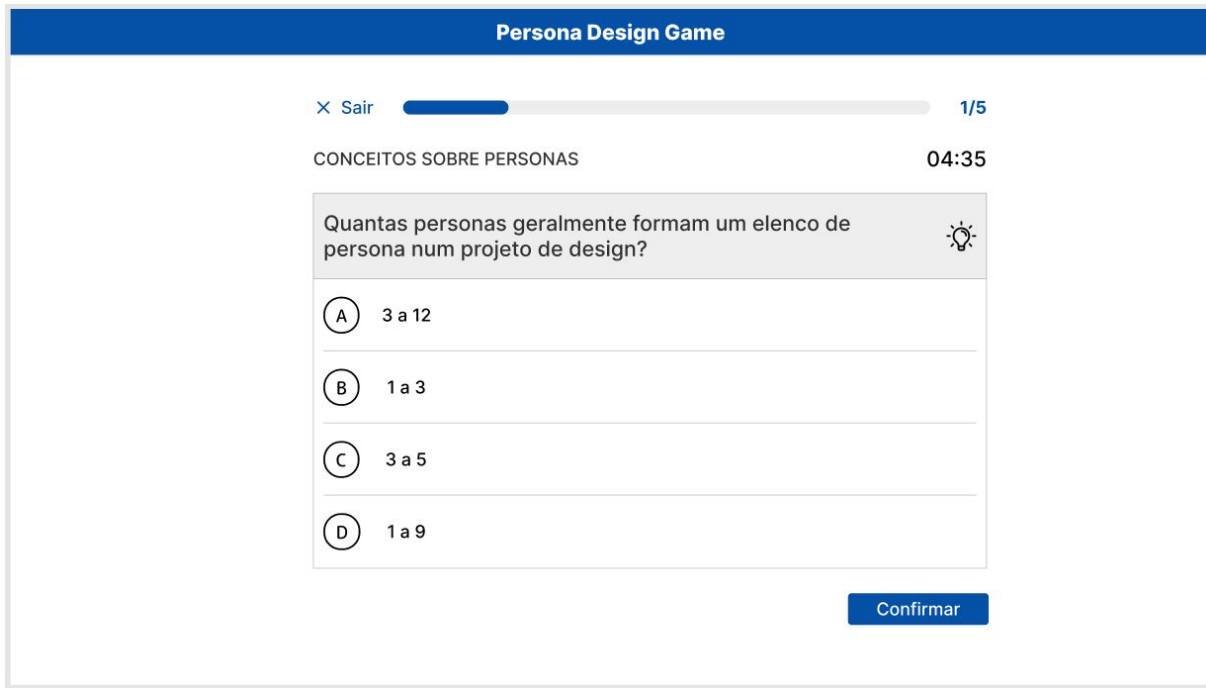 Persona Design Game
× Sair 1/5
CONCEITOS SOBRE PERSONAS 04:35
Quantas personas geralmente formam um elenco de
persona num projeto de design?
A 3 a 12
B 1 a 3
C 3 a 5
D 1 a 9
Confirmar